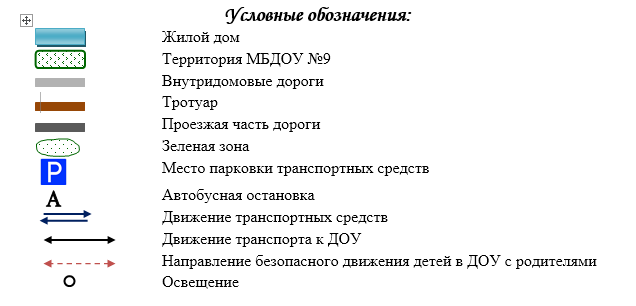 Условные обозначения:
Жилой дом
Территория МБДОУ №9
Внутридомовые дороги
Тротуар
Проезжая часть дороги
Зеленая зона
P Место парковки транспортных средств
А Автобусная остановка
Движение транспортных средств
Движение транспорта к ДОУ
Направление безопасного движения детей в ДОУ с родителями
Освещение